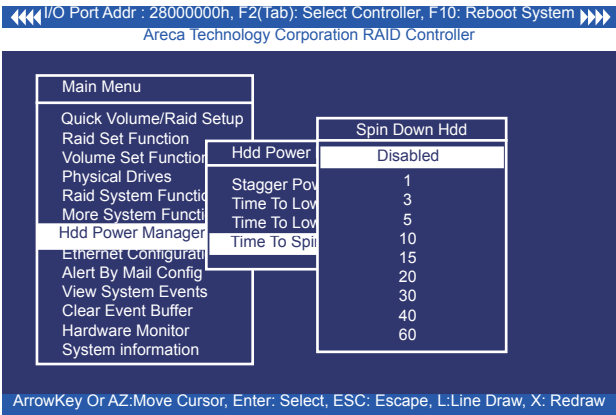 I/O Port Addr : 28000000h, F2(Tab): Select Controller, F10: Reboot System
Areca Technology Corporation RAID Controller
Main Menu
Quick Volume/Raid Setup
Raid Set Function
Volume Set Function
Physical Drives
Raid System Functi
More System Functi
Hdd Power Manager
Ethernet Configurati
Alert By Mail Config
View System Events
Clear Event Buffer
Hardware Monitor
System information
Hdd Power
Stagger Pow
Time To Low
Time To Low
Time To Spi
Spin Down Hdd
Disabled
1
3
5
10
15
20
30
40
60
ArrowKey Or AZ:Move Cursor, Enter: Select, ESC: Escape, L:Line Draw, X: Redraw